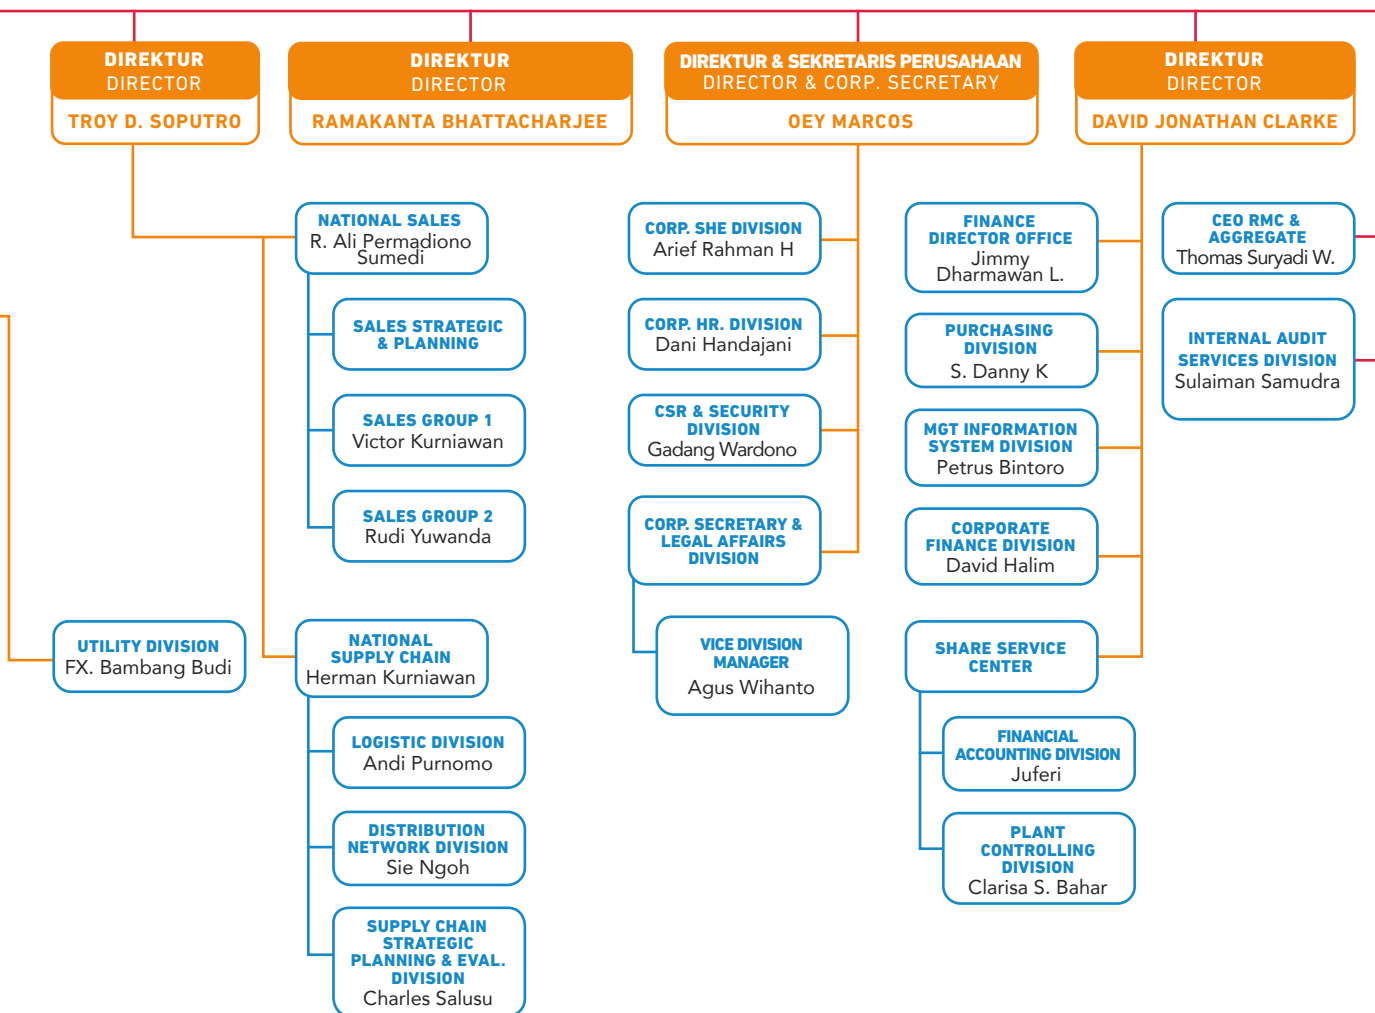 DIREKTUR
DIRECTOR
TROY D. SOPUTRO
DIREKTUR
DIRECTOR
RAMAKANTA BHATTACHARJEE
DIREKTUR & SEKRETARIS PERUSAHAAN
DIRECTOR & CORP. SECRETARY
OEY MARCOS
DIREKTUR
DIRECTOR
DAVID JONATHAN CLARKE
UTILITY DIVISION
FX. Bambang Budi
NATIONAL SALES
R. Ali Permadiono
Sumedi
SALES STRATEGIC
& PLANNING
SALES GROUP 1
Victor Kurniawan
SALES GROUP 2
Rudi Yuwanda
NATIONAL
SUPPLY CHAIN
Herman Kurniawan
LOGISTIC DIVISION
Andi Purnomo
DISTRIBUTION
NETWORK DIVISION
Sie Ngoh
SUPPLY CHAIN
STRATEGIC
PLANNING & EVAL.
DIVISION
Charles Salusu
CORP. SHE DIVISION
Arief Rahman H
CORP. HR. DIVISION
Dani Handajani
CSR & SECURITY
DIVISION
Gadang Wardono
CORP. SECRETARY &
LEGAL AFFAIRS
DIVISION
VICE DIVISION
MANAGER
Agus Wihanto
FINANCE
DIRECTOR OFFICE
Jimmy
Dharmawan L.
PURCHASING
DIVISION
S. Danny K
MGT INFORMATION
SYSTEM DIVISION
Petrus Bintoro
CORPORATE
FINANCE DIVISION
David Halim
SHARE SERVICE
CENTER
FINANCIAL
ACCOUNTING DIVISION
Juferi
PLANT
CONTROLLING
DIVISION
Clarisa S. Bahar
CEO RMC &
AGGREGATE
Thomas Suryadi W.
INTERNAL AUDIT
SERVICES DIVISION
Sulaiman Samudra